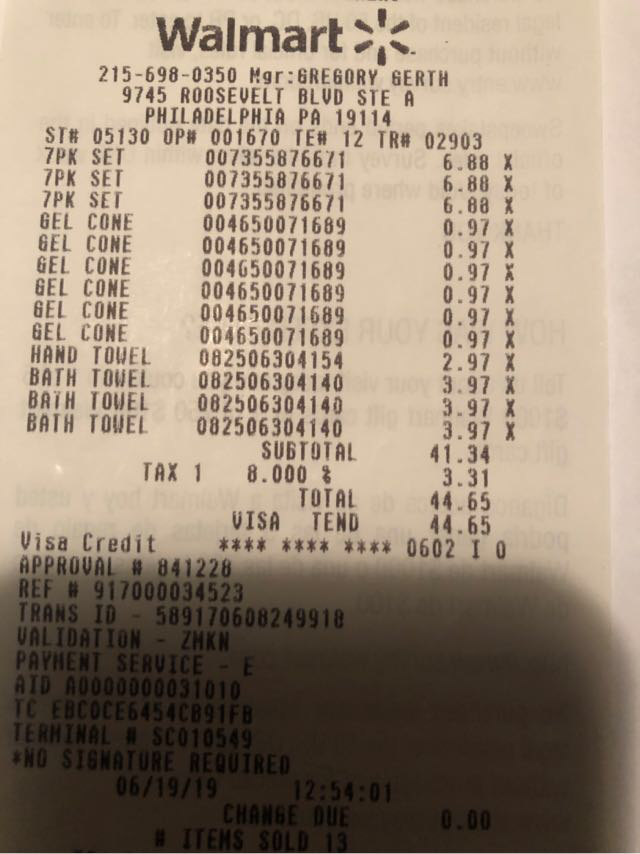 Walmart
215-698-0350 Mgr:GREGORY GERTH
9745 ROOSEVELT BLVD STE A
PHILADELPHIA PA 19114
ST# 05130 OP# 001670 TE# 12 TR# 02903
7PK SET 007355876671 6.88 X
7PK SET 007355876671 6.88 X
7PK SET 007355876671 6.88 X
GEL CONE 004650071689 0.97 X
GEL CONE 004650071689 0.97 X
GEL CONE 004650071689 0.97 X
GEL CONE 004650071689 0.97 X
GEL CONE 004650071689 0.97 X
GEL CONE 004650071689 0.97 X
HAND TOWEL 082506304154 2.97 X
BATH TOWEL 082506304140 3.97 X
BATH TOWEL 082506304140 3.97 X
BATH TOWEL 082506304140 3.97 X
SUBTOTAL 41.34
TAX 1 8.000 % 3.31
TOTAL 44.65
VISA TEND 44.65
Visa Credit **** **** **** 0602 I 0
APPROVAL # 841228
REF # 917000034523
TRANS ID - 589170608249918
VALIDATION - ZMKN
PAYMENT SERVICE - E
AID A0000000031010
TC EBC0CE6454CB91FB
TERMINAL # SC010549
*NO SIGNATURE REQUIRED
06/19/19 12:54:01
CHANGE DUE 0.00
# ITEMS SOLD 13